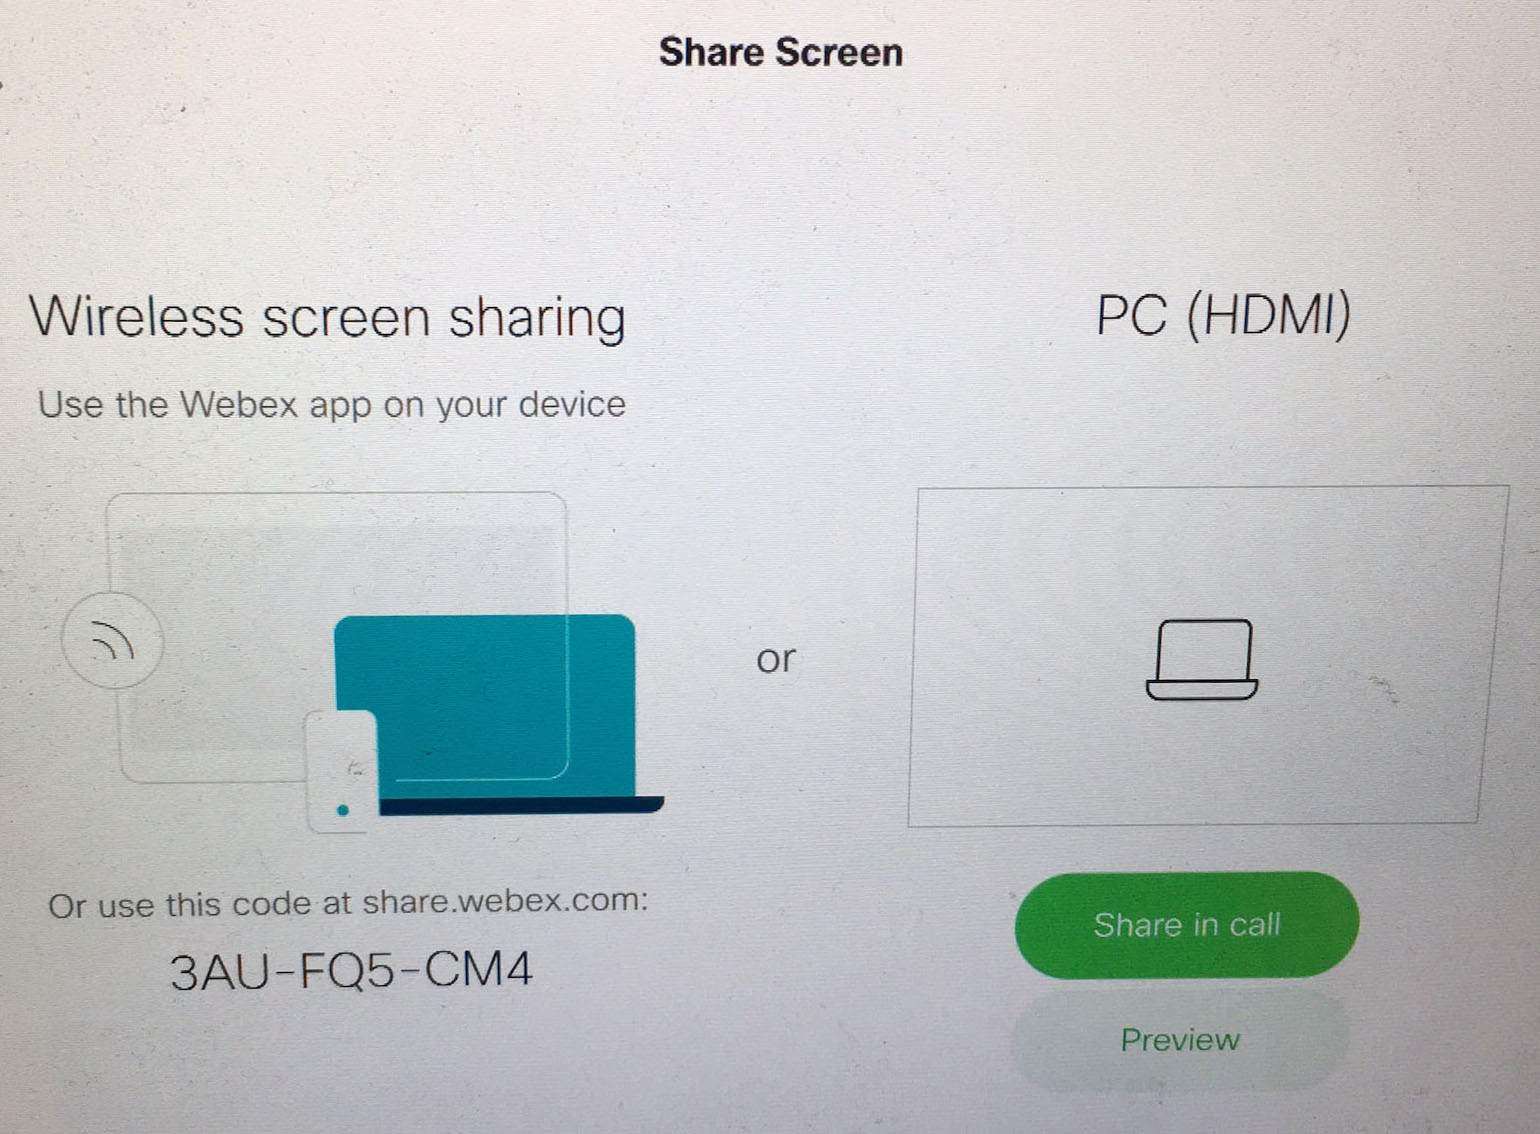 Share Screen
Wireless screen sharing
Use the Webex app on your device
Or use this code at share.webex.com:
3AU-FQ5-CM4
or
PC (HDMI)
Share in call
Preview